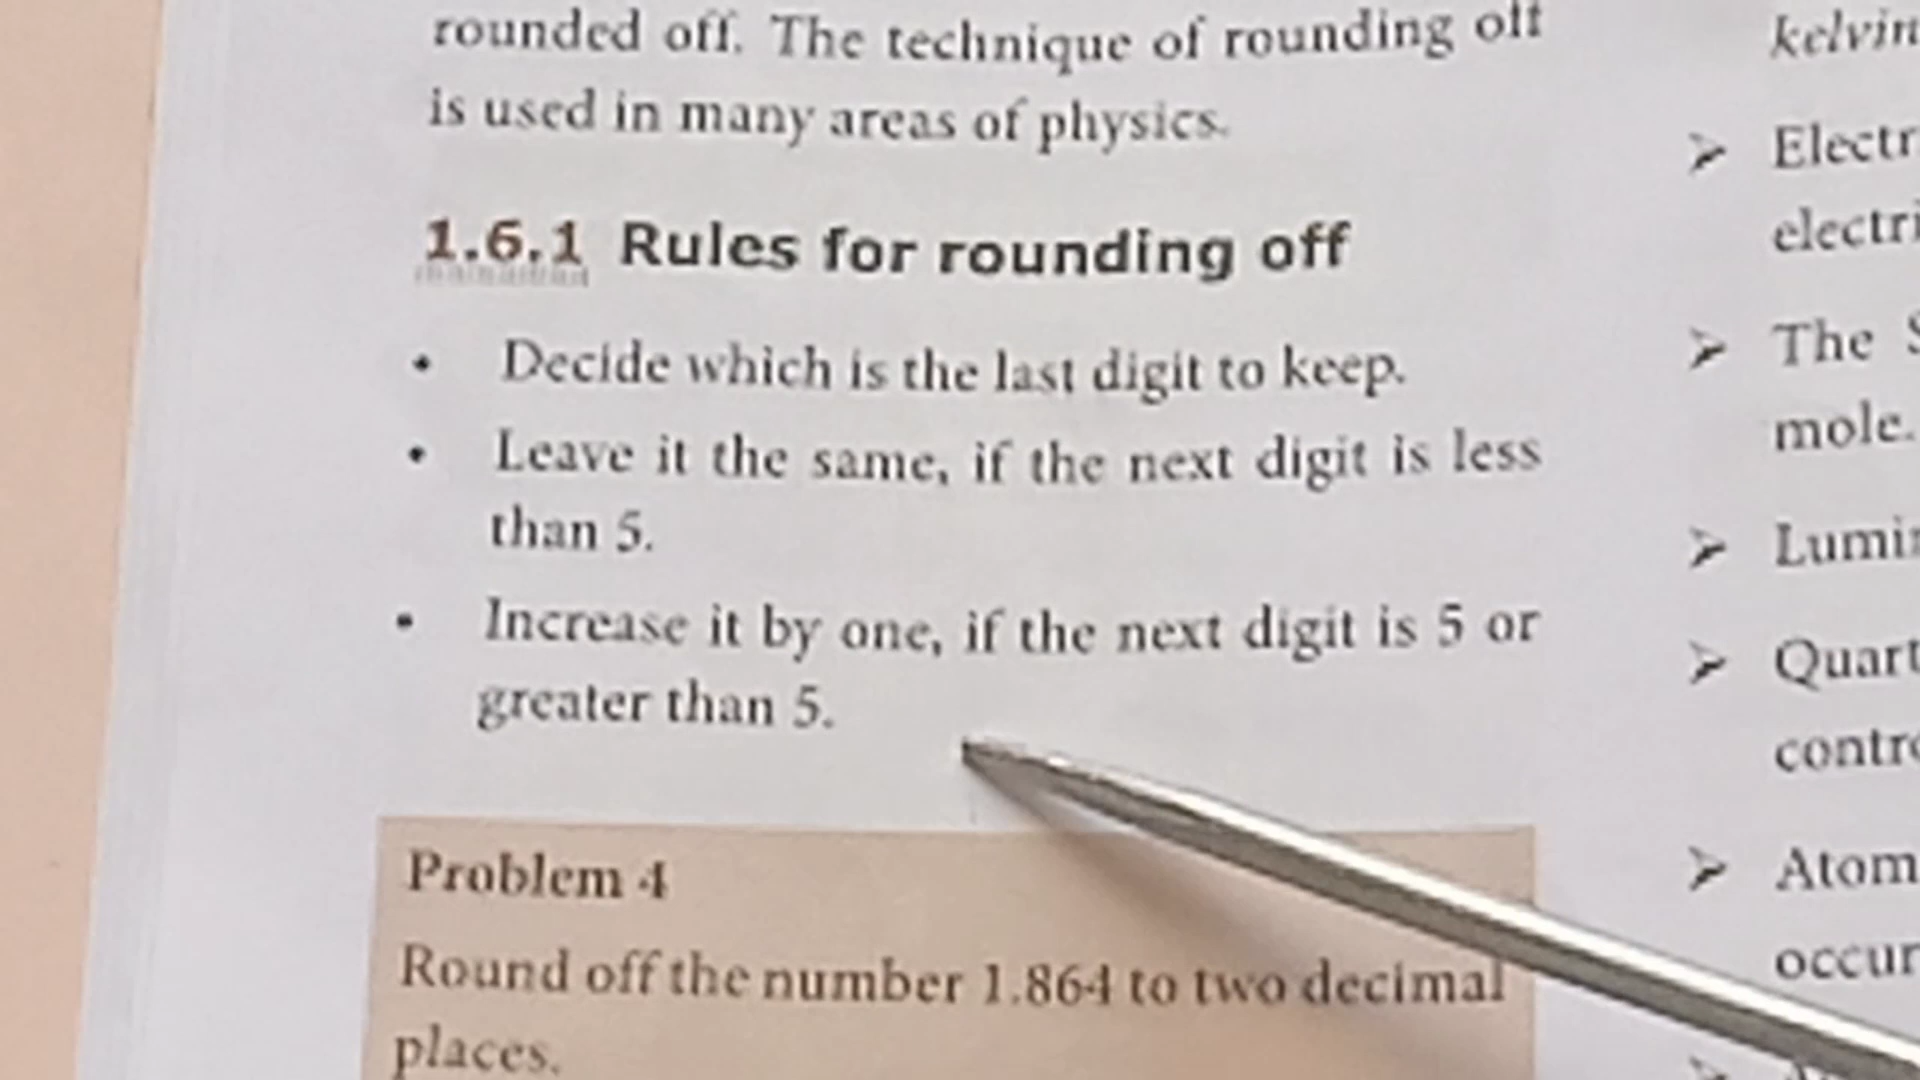 rounded off. The technique of rounding off
is used in many areas of physics.
1.6.1 Rules for rounding off
• Decide which is the last digit to keep.
• Leave it the same, if the next digit is less
than 5.
• Increase it by one, if the next digit is 5 or
greater than 5.
Problem 4
Round off the number 1.864 to two decimal
places.
kelvin
➢ Electr
electri
➢ The S
mole.
➢ Lumi
➢ Quart
contr
➢ Atom
occur